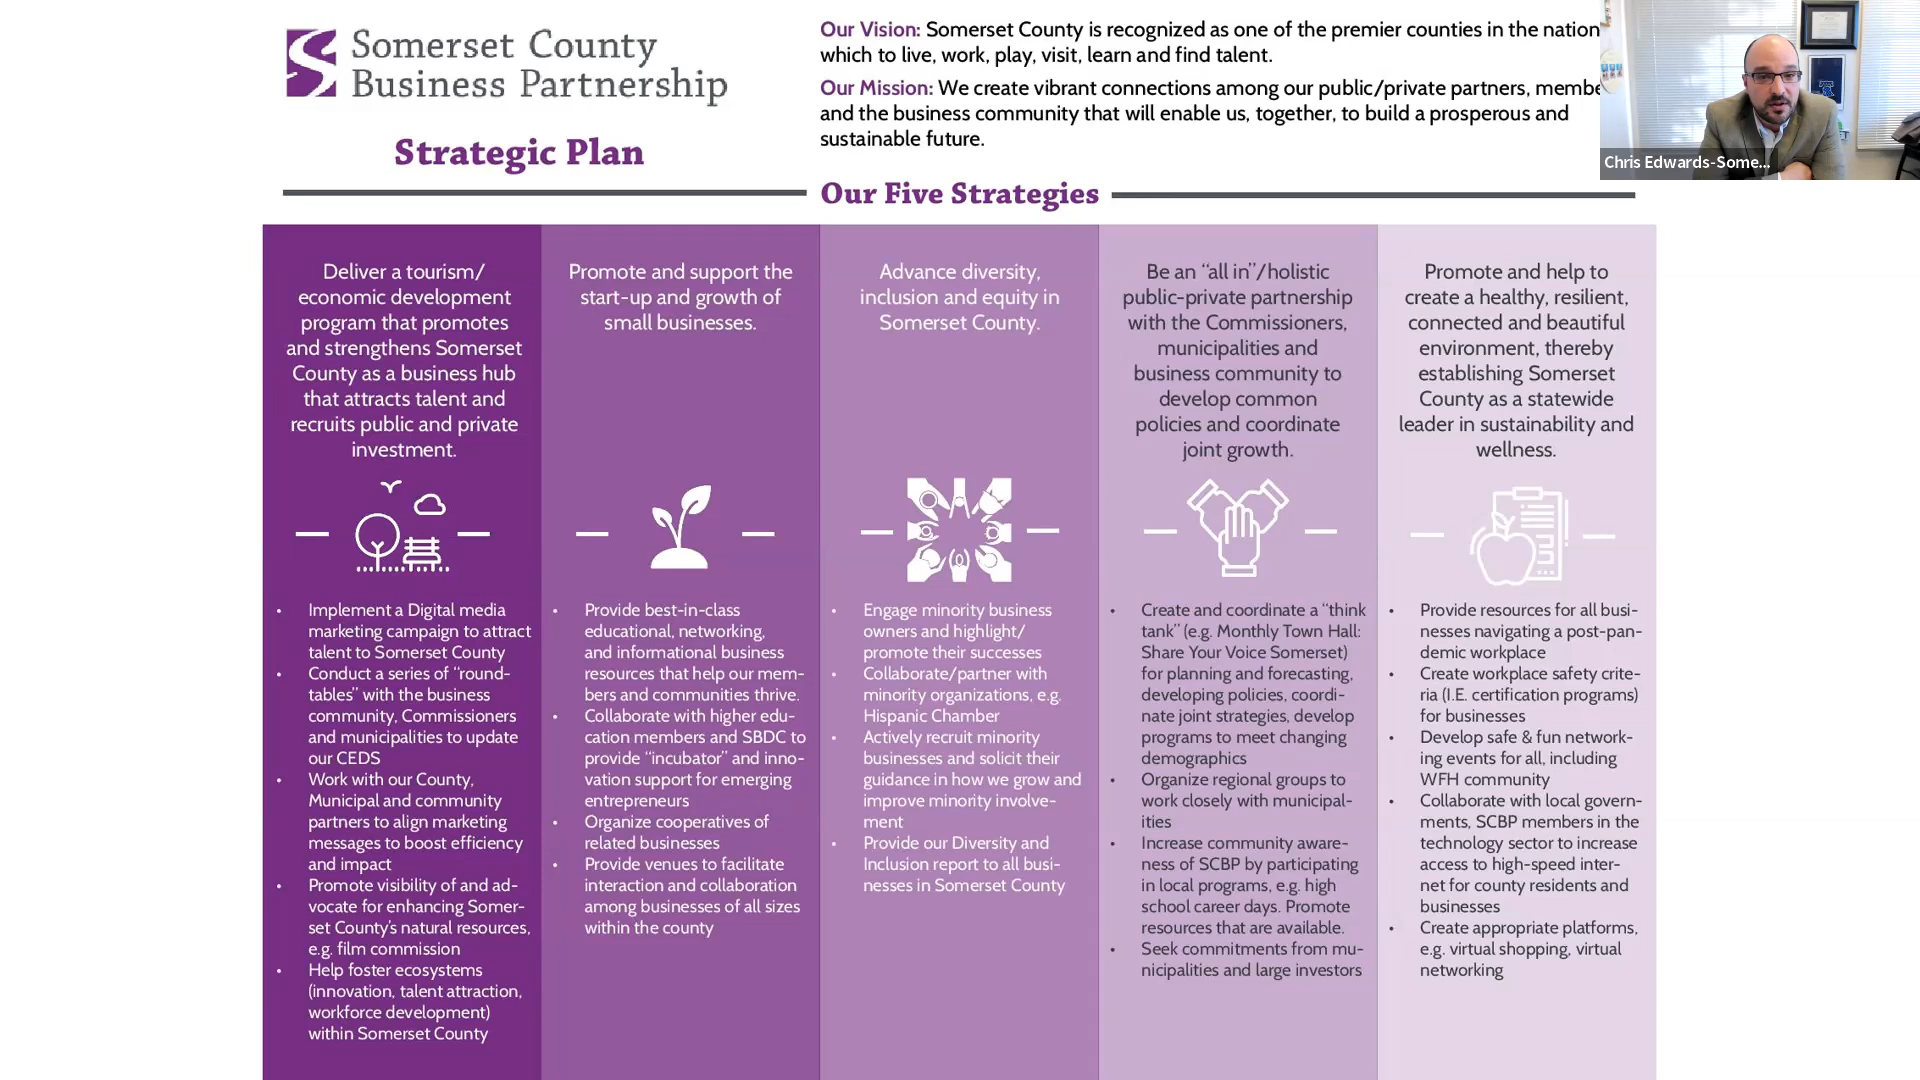 Somerset County
Business Partnership
Strategic Plan
Our Vision: Somerset County is recognized as one of the premier counties in the nation
which to live, work, play, visit, learn and find talent.
Our Mission: We create vibrant connections among our public/private partners,
and the business community that will enable us, together, to build a prosperous and
sustainable future.
Chris Edwards-Some...
Our Five Strategies
Deliver a tourism/
economic development
program that promotes
and strengthens Somerset
County as a business hub
that attracts talent and
recruits public and private
investment.
• Implement a Digital media
marketing campaign to attract
talent to Somerset County
• Conduct a series of “round-
tables” with the business
community, Commissioners
and municipalities to update
our CEDS
• Work with our County,
Municipal and community
partners to align marketing
messages to boost efficiency
and impact
• Promote visibility of and ad-
vocate for enhancing Somer-
set County’s natural resources,
e.g. film commission
• Help foster ecosystems
(innovation, talent attraction,
workforce development)
within Somerset County
Promote and support the
start-up and growth of
small businesses.
• Provide best-in-class
educational, networking,
and informational business
resources that help our mem-
bers and communities thrive.
• Collaborate with higher edu-
cation members and SBDC to
provide “incubator” and inno-
vation support for emerging
entrepreneurs
• Organize cooperatives of
related businesses
• Provide venues to facilitate
interaction and collaboration
among businesses of all sizes
within the county
Advance diversity,
inclusion and equity in
Somerset County.
• Engage minority business
owners and highlight/
promote their successes
• Collaborate/partner with
minority organizations, e.g.
Hispanic Chamber
• Actively recruit minority
businesses and solicit their
guidance in how we grow and
improve minority involve-
ment
• Provide our Diversity and
Inclusion report to all busi-
nesses in Somerset County
Be an “all in”/holistic
public-private partnership
with the Commissioners,
municipalities and
business community to
develop common
policies and coordinate
joint growth.
• Create and coordinate a “think
tank” (e.g. Monthly Town Hall:
Share Your Voice Somerset)
for planning and forecasting,
developing policies, coordi-
nate joint strategies, develop
programs to meet changing
demographics
• Organize regional groups to
work closely with municipal-
ities
• Increase community aware-
ness of SCBP by participating
in local programs, e.g. high
school career days. Promote
resources that are available.
• Seek commitments from mu-
nicipalities and large investors
Promote and help to
create a healthy, resilient,
connected and beautiful
environment, thereby
establishing Somerset
County as a statewide
leader in sustainability and
wellness.
• Provide resources for all busi-
nesses navigating a post-pan-
demic workplace
• Create workplace safety crite-
ria (I.E. certification programs)
for businesses
• Develop safe & fun network-
ing events for all, including
WFH community
• Collaborate with local govern-
ments, SCBP members in the
technology sector to increase
access to high-speed inter-
net for county residents and
businesses
• Create appropriate platforms,
e.g. virtual shopping, virtual
networking